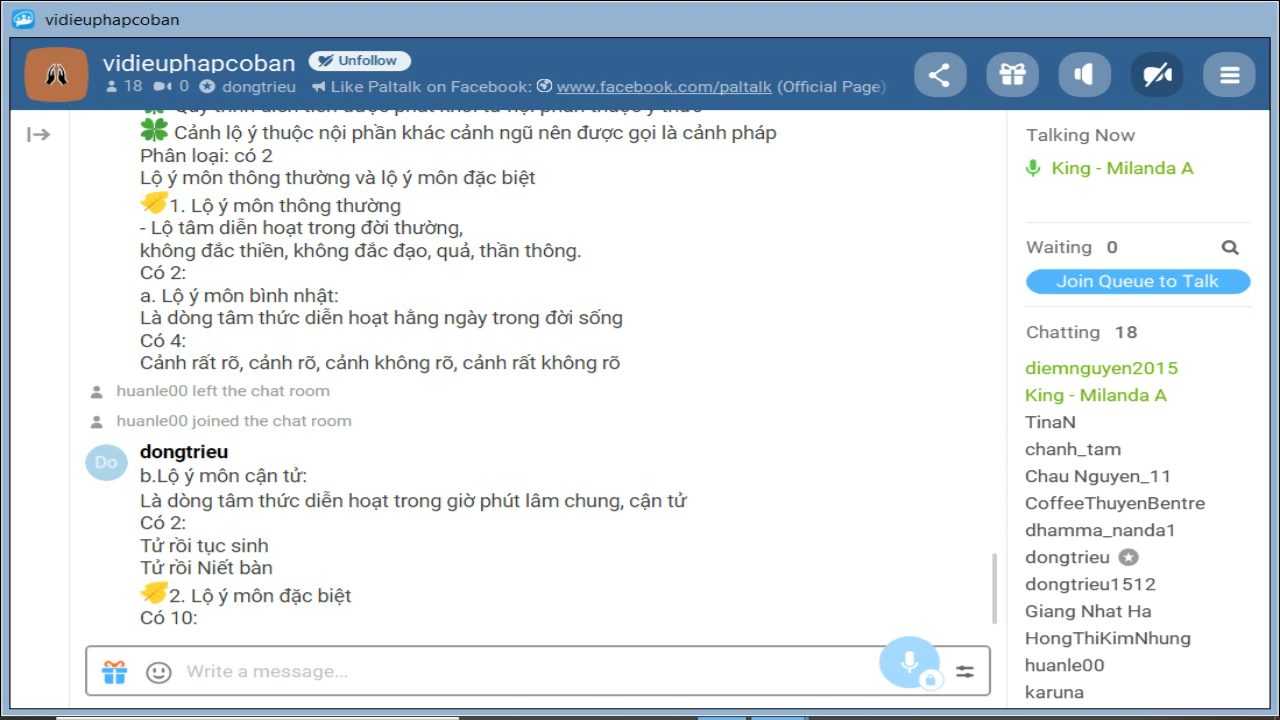 vidieuphapcoban
vidieuphapcoban Unfollow
18 0 dongtrieu Like Paltalk on Facebook: www.facebook.com/paltalk (Official Page)
Cảnh lộ ý thuộc nội phần khác cảnh ngũ nên được gọi là cảnh pháp
Phân loại: có 2
Lộ ý môn thông thường và lộ ý môn đặc biệt
1. Lộ ý môn thông thường
- Lộ tâm diễn hoạt trong đời thường,
không đắc thiền, không đắc đạo, quả, thần thông.
Có 2:
a. Lộ ý môn bình nhật:
Là dòng tâm thức diễn hoạt hằng ngày trong đời sống
Có 4:
Cảnh rất rõ, cảnh rõ, cảnh không rõ, cảnh rất không rõ
huanle00 left the chat room
huanle00 joined the chat room
Do
dongtrieu
b.Lộ ý môn cận tử:
Là dòng tâm thức diễn hoạt trong giờ phút lâm chung, cận tử
Có 2:
Tử rồi tục sinh
Tử rồi Niết bàn
2. Lộ ý môn đặc biệt
Có 10:
Write a message...
Talking Now
King - Milanda A
Waiting 0
Join Queue to Talk
Chatting 18
diemnguyen2015
King - Milanda A
TinaN
chanh_tam
Chau Nguyen_11
CoffeeThuyenBentre
dhamma_nanda1
dongtrieu
dongtrieu1512
Giang Nhat Ha
HongThiKimNhung
huanle00
karuna